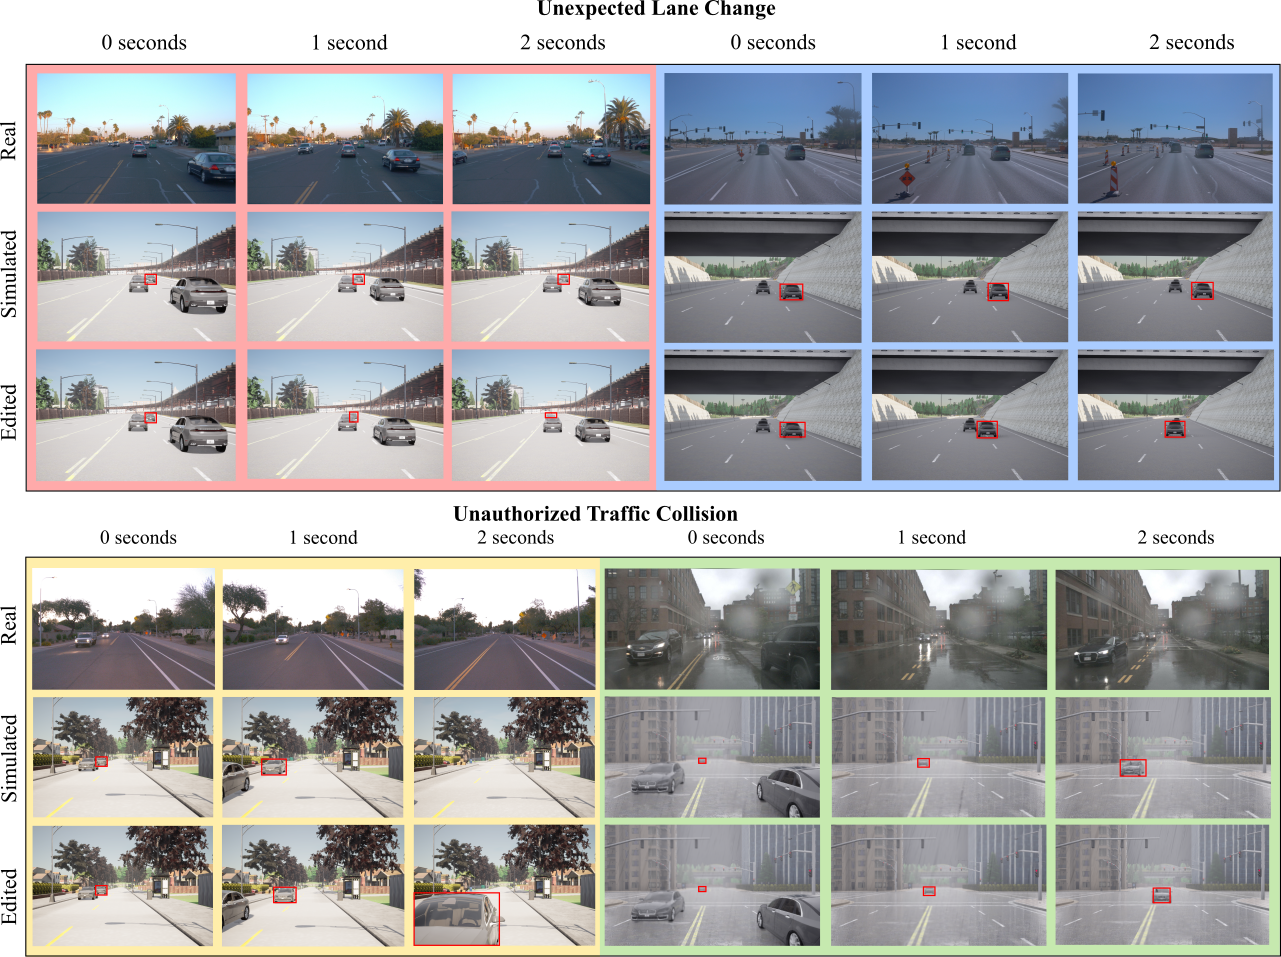 Unexpected Lane Change
0 seconds 1 second 2 seconds 0 seconds 1 second 2 seconds
Real
Simulated
Edited
Unauthorized Traffic Collision
0 seconds 1 second 2 seconds 0 seconds 1 second 2 seconds
Real
Simulated
Edited